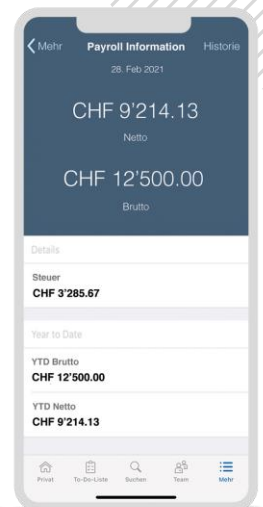 Mehr Payroll Information Historie
28. Feb 2021
CHF 9'214.13
Netto
CHF 12'500.00
Brutto
Details
Steuer
CHF 3'285.67
Year to Date
YTD Brutto
CHF 12'500.00
YTD Netto
CHF 9'214.13
Privat To-Do-Liste Suchen Team Mehr